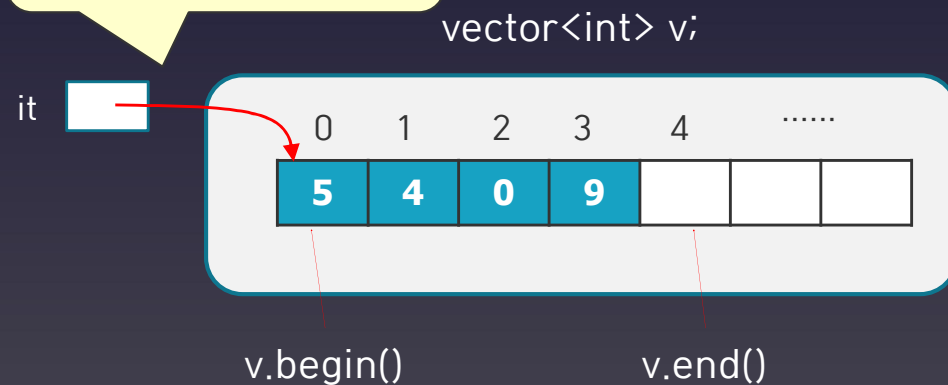 vector<int> v;
it
0 1 2 3 4 ......
5 4 0 9
v.begin() v.end()